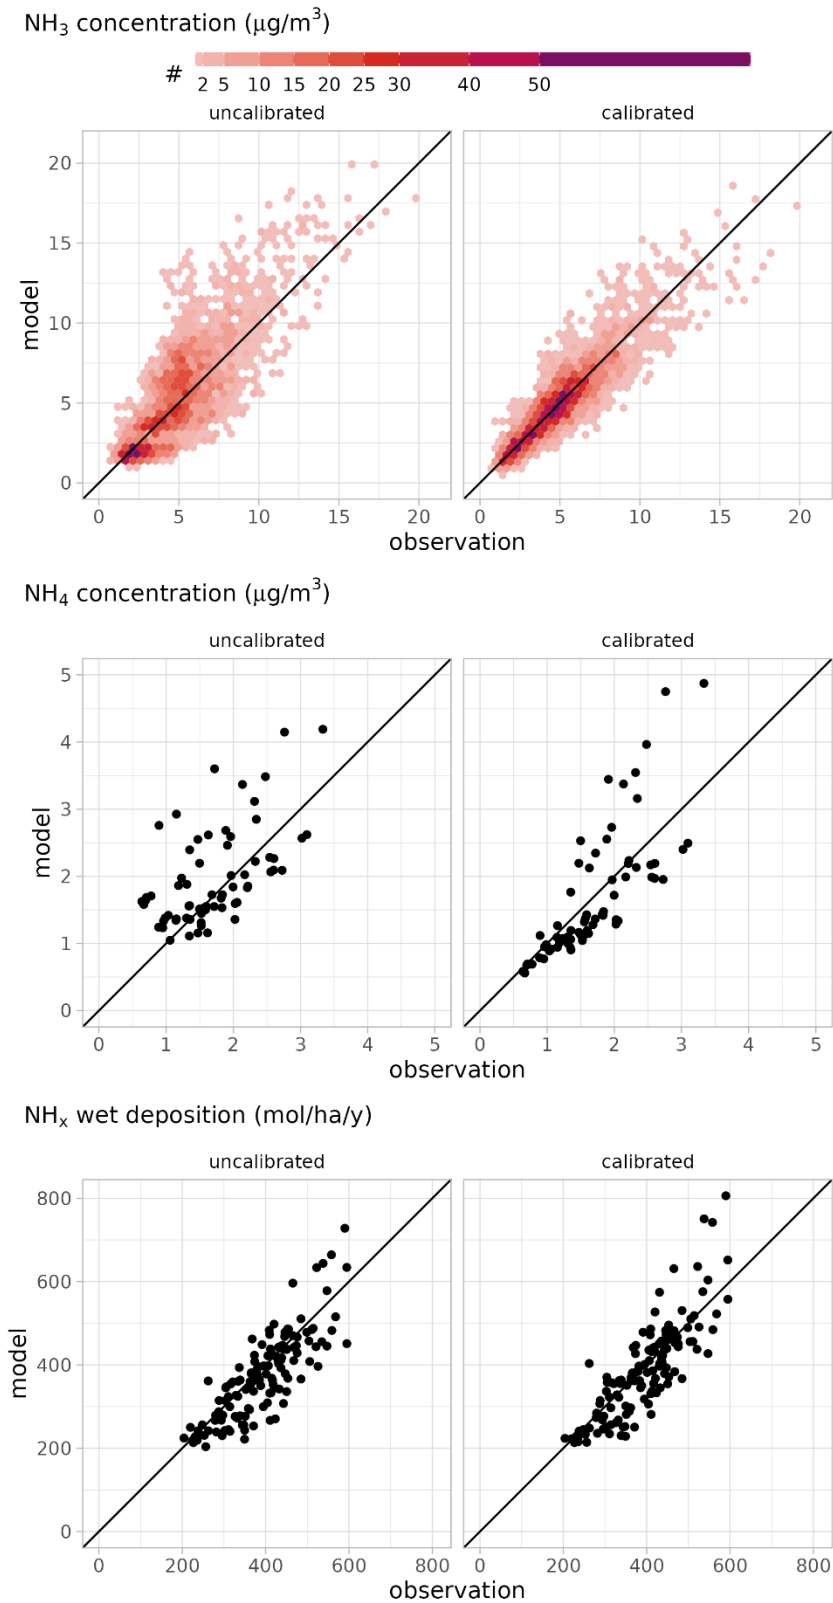 NH₃ concentration (μg/m³)
# 2 5 10 15 20 25 30 40 50
uncalibrated calibrated
20
15
10
5
0
model
0 5 10 15 20 0 5 10 15 20
observation
NH₄ concentration (μg/m³)
uncalibrated calibrated
5
4
3
2
1
0
model
0 1 2 3 4 5 0 1 2 3 4 5
observation
NHₓ wet deposition (mol/ha/y)
uncalibrated calibrated
800
600
400
200
0
model
0 200 400 600 800 0 200 400 600 800
observation